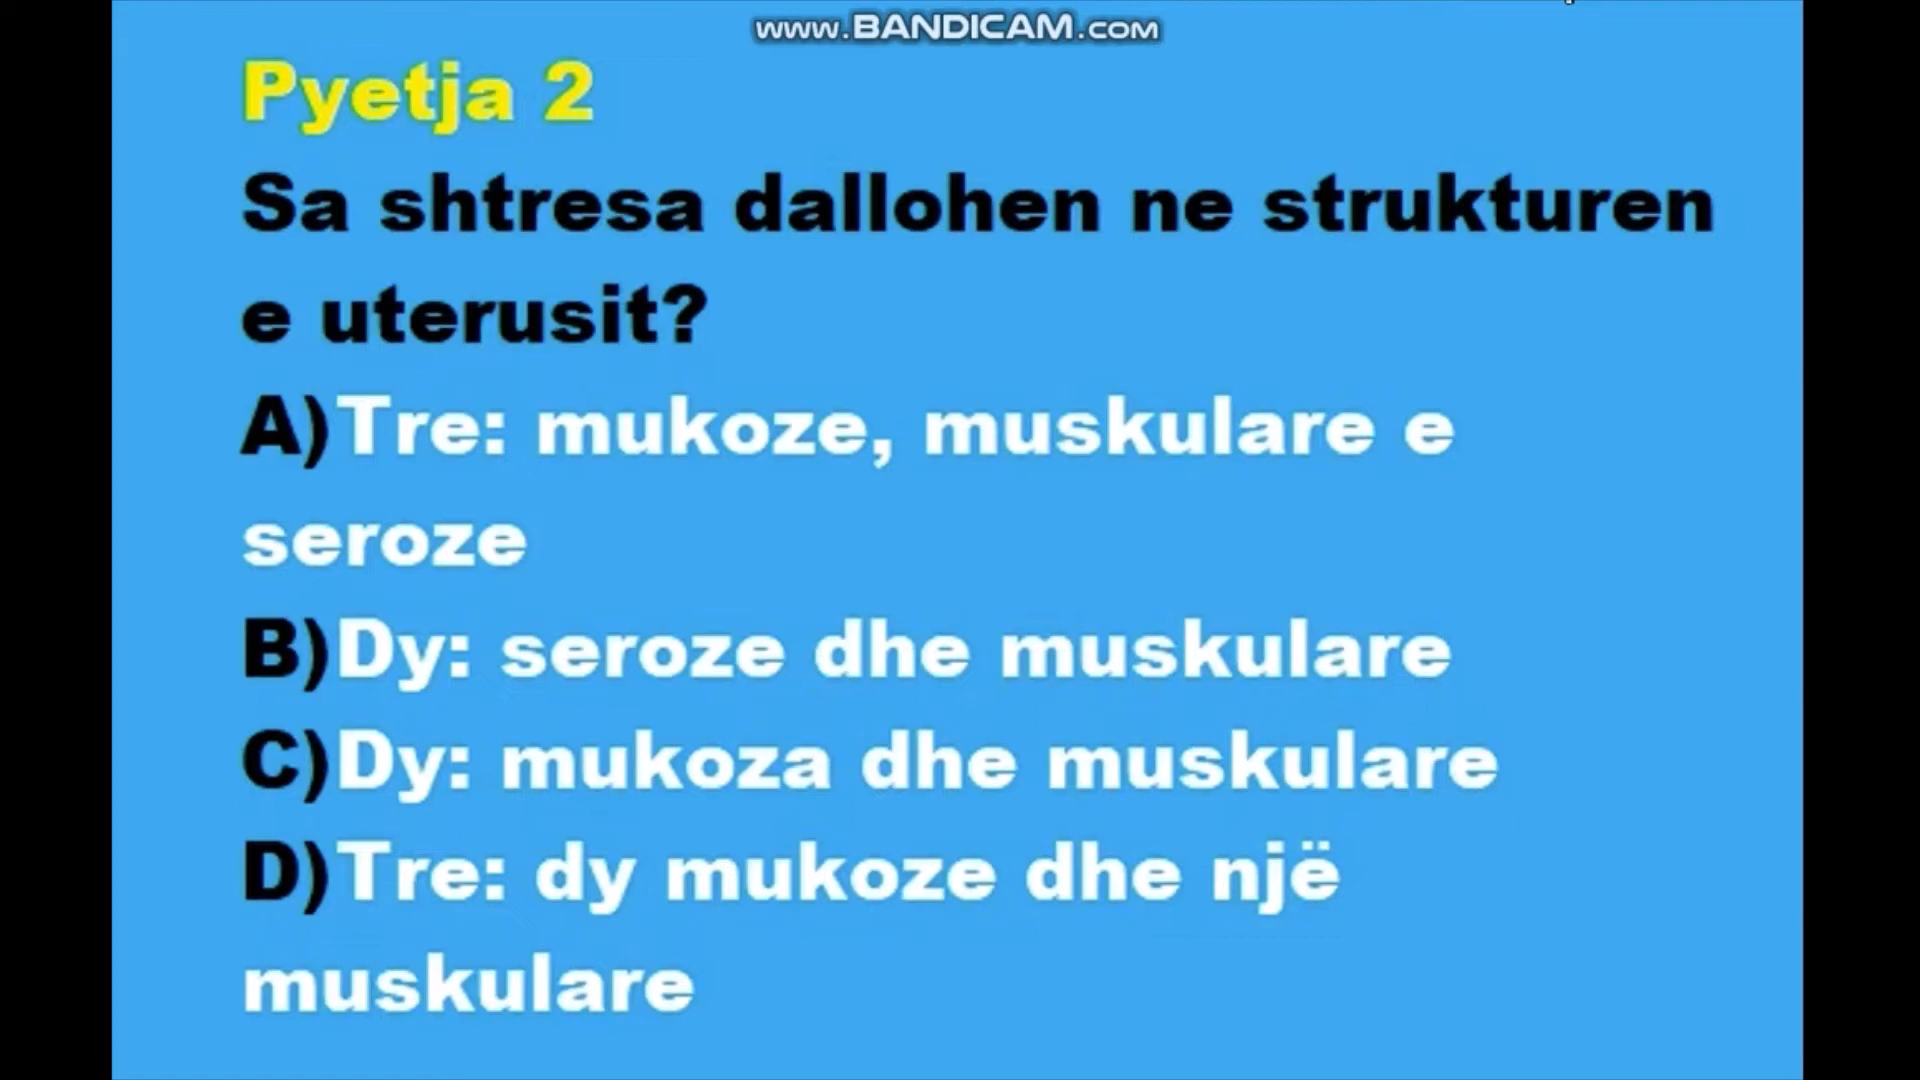 www.BANDICAM.com
Pyetja 2
Sa shtresa dallohen ne strukturen
e uterusit?
A)Tre: mukoze, muskulare e
seroze
B)Dy: seroze dhe muskulare
C)Dy: mukoza dhe muskulare
D)Tre: dy mukoze dhe një
muskulare